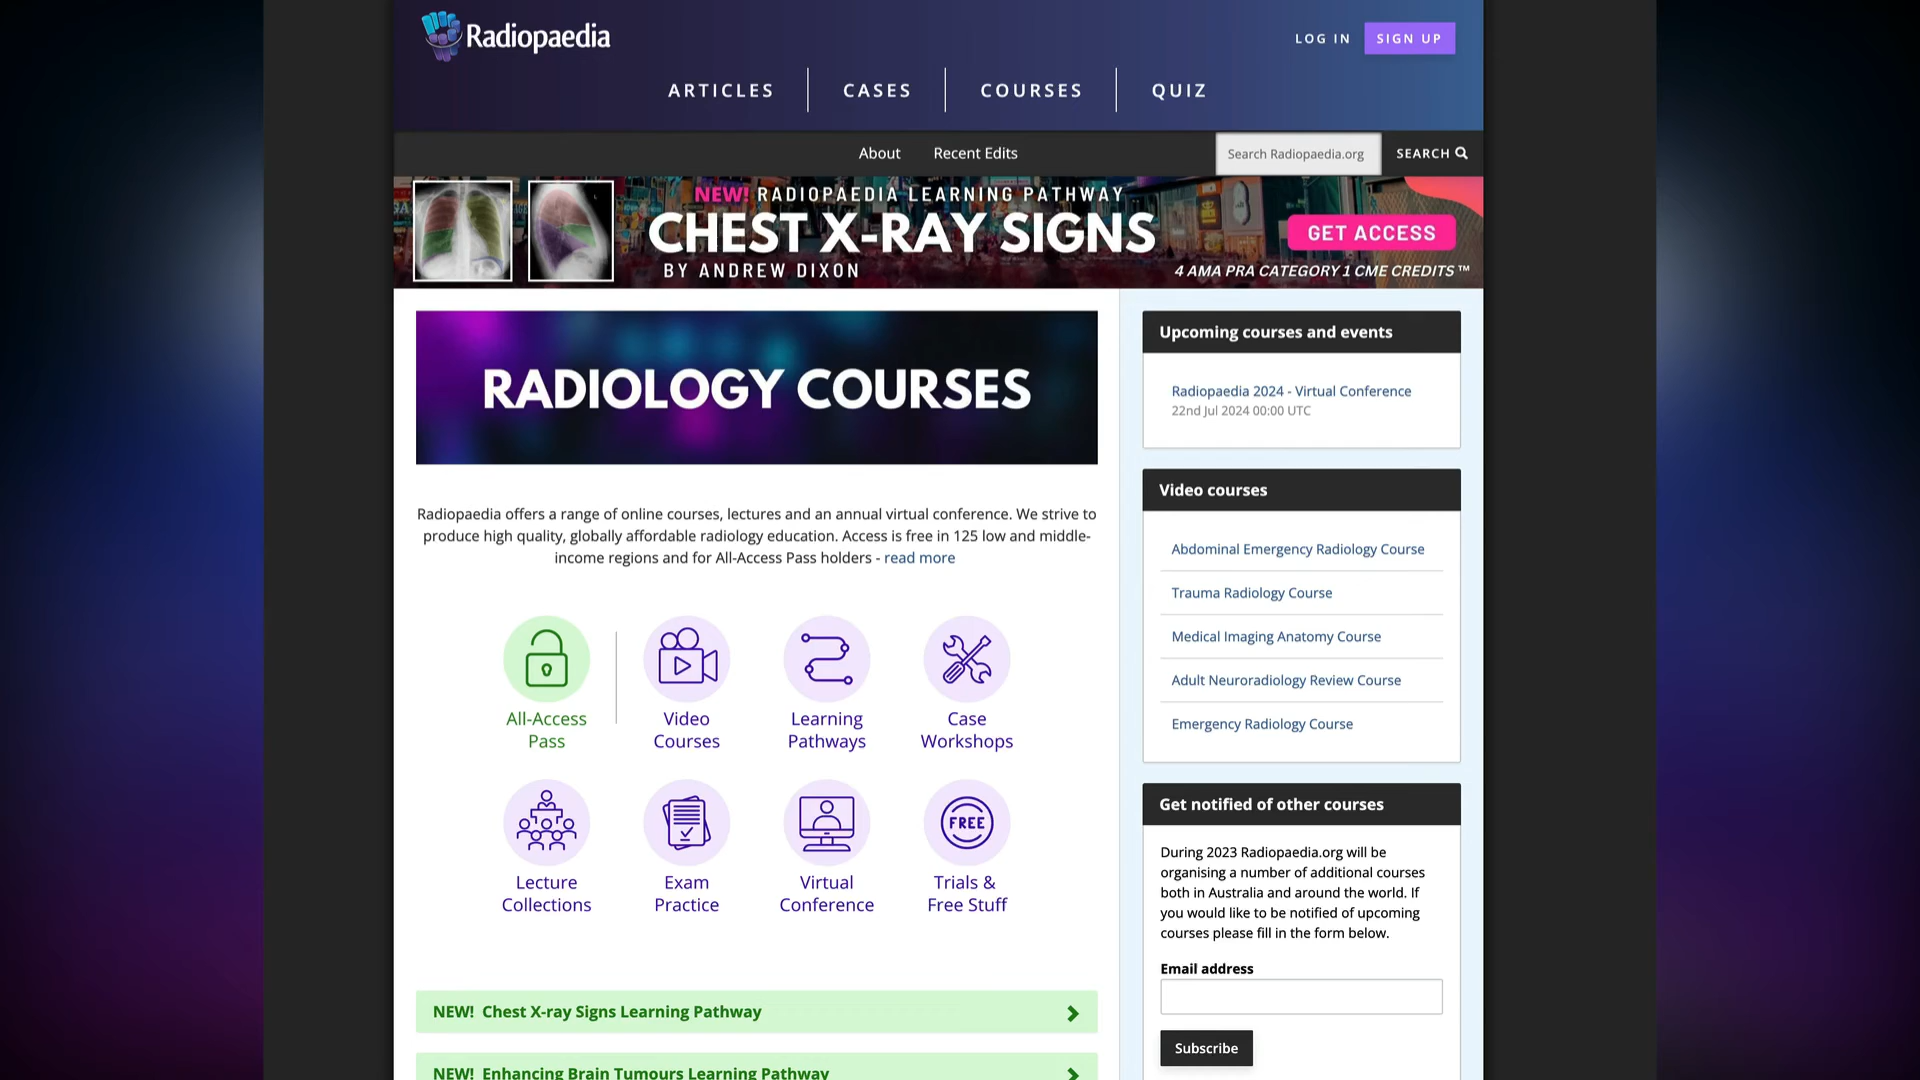 Radiopaedia
LOG IN
SIGN UP
ARTICLES
CASES
COURSES
QUIZ
About
Recent Edits
Search Radiopaedia.org
SEARCH
NEW! RADIOPAEDIA LEARNING PATHWAY
CHEST X-RAY SIGNS
BY ANDREW DIXON
GET ACCESS
4 AMA PRA CATEGORY 1 CME CREDITS ™
RADIOLOGY COURSES
Radiopaedia offers a range of online courses, lectures and an annual virtual conference. We strive to
produce high quality, globally affordable radiology education. Access is free in 125 low and middle-
income regions and for All-Access Pass holders - read more
All-Access
Pass
Video
Courses
Learning
Pathways
Case
Workshops
Lecture
Collections
Exam
Practice
Virtual
Conference
FREE
Trials &
Free Stuff
NEW! Chest X-ray Signs Learning Pathway
NEW! Enhancing Brain Tumours Learning Pathway
Upcoming courses and events
Radiopaedia 2024 - Virtual Conference
22nd Jul 2024 00:00 UTC
Video courses
Abdominal Emergency Radiology Course
Trauma Radiology Course
Medical Imaging Anatomy Course
Adult Neuroradiology Review Course
Emergency Radiology Course
Get notified of other courses
During 2023 Radiopaedia.org will be
organising a number of additional courses
both in Australia and around the world. If
you would like to be notified of upcoming
courses please fill in the form below.
Email address
Subscribe